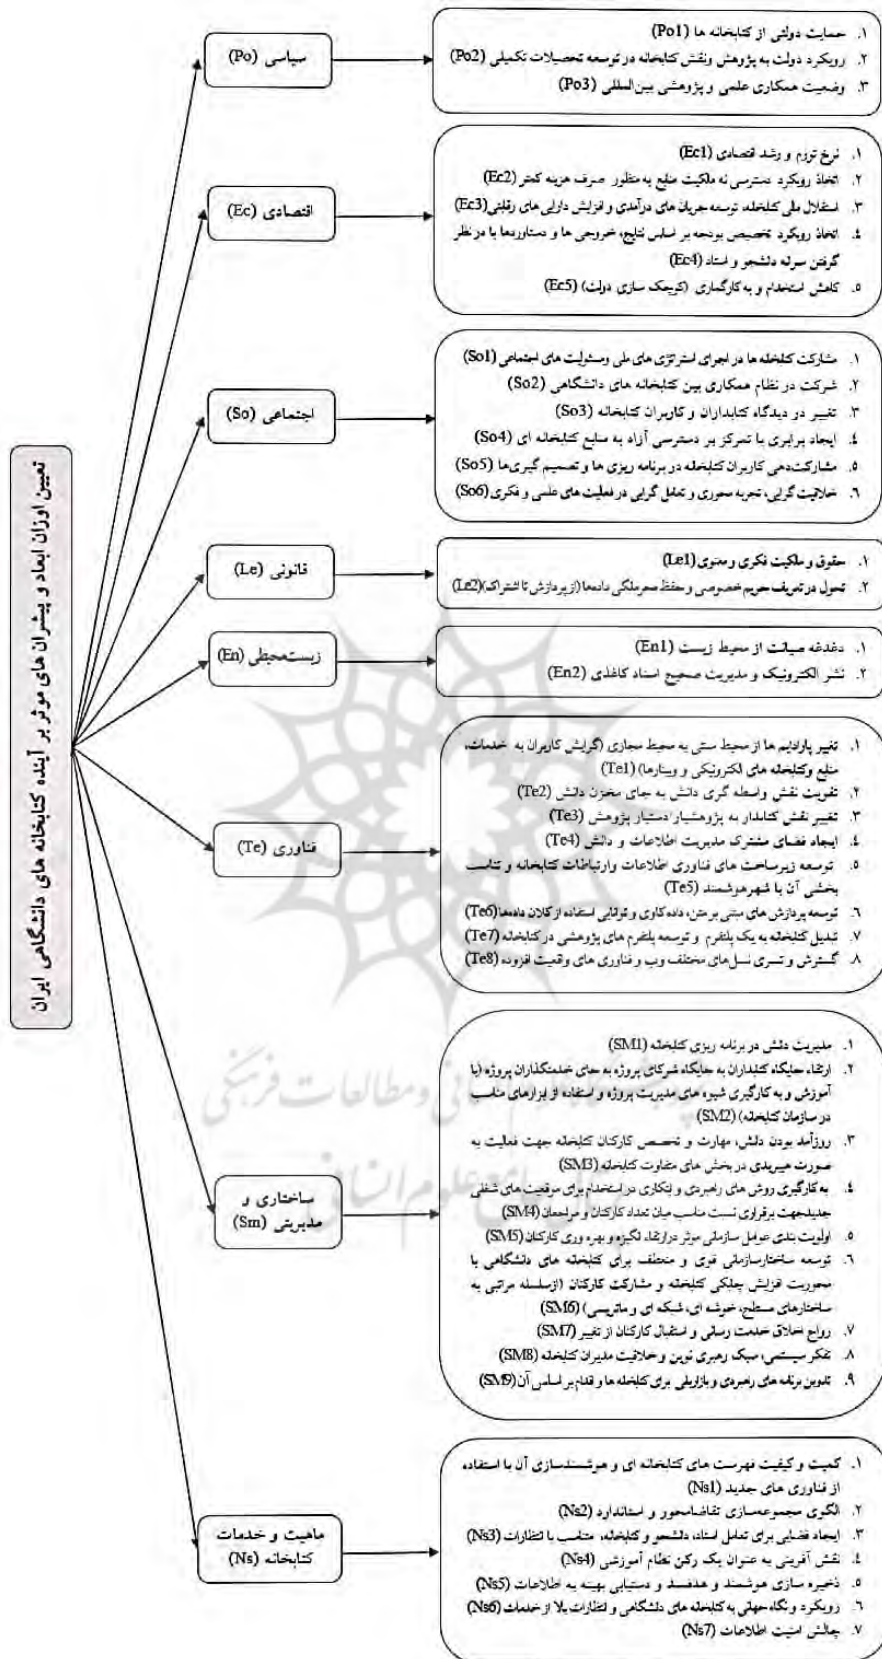 تعیین اوزان ابعاد و پیشران های موثر بر آینده کتابخانه های دانشگاهی ایران
سیاسی (Po)
۱. حمایت دولتی از کتابخانه ها (Po1)
۲. رویکرد دولت به پژوهش ونقش کتابخانه در توسعه تحصیلات تکمیلی (Po2)
۳. وضعیت همکاری علمی و پژوهشی بین‌المللی (Po3)
اقتصادی (Ec)
۱. نرخ تورم و رشد اقتصادی (Ec1)
۲. اتخاذ رویکرد دسترسی نه ملکیت منابع به منظور صرف هزینه کمتر (Ec2)
۳. استقلال ملی کتابخانه، توسعه جریان های درآمدی و افزایش دارایی های رقابتی(Ec3)
٤. اتخاذ رویکرد تخصیص بودجه بر اساس نتایج، خروجی ها و دستاوردها با در نظر
گرفتن سرانه دانشجو و استاد (Ec4)
٥. کاهش استخدام و به کارگماری (کوچک سازی دولت) (Ec5)
اجتماعی (So)
۱. مشارکت کتابخانه ها در اجرای استراتژی های ملی ومسئولیت های اجتماعی (So1)
۲. شرکت در نظام همکاری بین کتابخانه های دانشگاهی (So2)
۳. تغییر در دیدگاه کتابداران و کاربران کتابخانه (So3)
٤. ایجاد برابری با تمرکز بر دسترسی آزاد به منابع کتابخانه ای (So4)
٥. مشارکت‌دهی کاربران کتابخانه در برنامه ریزی ها و تصمیم گیری‌ها (So5)
٦. خلاقیت گرایی، تجربه محوری و تعامل گرایی در فعالیت های علمی و فکری (So6)
قانونی (Le)
۱. حقوق و ملکیت فکری و معنوی (Le1)
۲. تحول در تعریف حریم خصوصی و حفظ محرمانگی داده‌ها (از پردازش تا اشتراک)(Le2)
زیست‌محیطی (En)
۱. دغدغه صیانت از محیط زیست (En1)
۲. نشر الکترونیک و مدیریت صحیح اسناد کاغذی (En2)
فناوری (Te)
۱. تغییر پارادایم ها از محیط سنتی به محیط مجازی (گرایش کاربران به خدمات،
منابع وکتابخانه های الکترونیکی و وبینارها) (Te1)
۲. تقویت نقش واسطه گری دانش به جای مخزن دانش (Te2)
۳. تغییر نقش کتابدار به پژوهشیار/دستیار پژوهش (Te3)
٤. ایجاد فضای مشترک مدیریت اطلاعات و دانش (Te4)
٥. توسعه زیرساخت های فناوری اطلاعات وارتباطات کتابخانه و تناسب
بخشی آن با شهرهوشمند (Te5)
٦. توسعه پردازش های مبتنی بر متن، داده کاوی و توانایی استفاده از کلان داده‌ها (Te6)
۷. تبدیل کتابخانه به یک پلتفرم و توسعه پلتفرم های پژوهشی در کتابخانه (Te7)
۸. گسترش و تسری نسل‌های مختلف وب و فناوری های واقعیت افزوده (Te8)
ساختاری و
مدیریتی (Sm)
۱. مدیریت دانش در برنامه ریزی کتابخانه (SM1)
۲. ارتقاء جایگاه کتابداران به جایگاه شرکای پروژه به جای خدمتگذاران پروژه (با
آموزش و به کارگیری شیوه های مدیریت پروژه و استفاده از ابزارهای مناسب
در سازمان کتابخانه) (SM2)
۳. روزآمد بودن دانش، مهارت و تخصص کارکنان کتابخانه جهت فعالیت به
صورت هیبریدی در بخش های متفاوت کتابخانه (SM3)
٤. به کارگیری روش های راهبردی و ابتکاری در استخدام برای موقعیت های شغلی
جدیدجهت برقراری نسبت مناسب میان تعداد کارکنان و مراجعان (SM4)
٥. اولویت بندی عوامل سازمانی موثر درارتقاء انگیزه و بهره وری کارکنان (SM5)
٦. توسعه ساختارسازمانی قوی و منعطف برای کتابخانه های دانشگاهی با
محوریت افزایش چابکی کتابخانه و مشارکت کارکنان (ازسلسله مراتبی به
ساختارهای مسطح، خوشه ای، شبکه ای و ماتریسی) (SM6)
۷. رواج اخلاق خدمت رسانی و استقبال کارکنان از تغییر (SM7)
۸. تفکر سیستمی، سبک رهبری نوین و خلاقیت مدیران کتابخانه (SM8)
۹. تدوین برنامه های راهبردی و بازاریابی برای کتابخانه ها و اقدام بر اساس آن (SM9)
ماهیت و خدمات
کتابخانه (Ns)
۱. کمیت و کیفیت فهرست های کتابخانه ای و هوشمندسازی آن با استفاده
از فناوری های جدید (Ns1)
۲. الگوی مجموعه‌سازی تقاضامحور و استاندارد (Ns2)
۳. ایجاد فضایی برای تعامل استاد، دانشجو و کتابخانه، متناسب با انتظارات (Ns3)
٤. نقش آفرینی به عنوان یک رکن نظام آموزشی (Ns4)
٥. ذخیره سازی هوشمند و هدفمند و دستیابی بهینه به اطلاعات (Ns5)
٦. رویکرد و نگاه جهانی به کتابخانه های دانشگاهی و انتظارات بالا از خدمات (Ns6)
۷. چالش امنیت اطلاعات (Ns7)